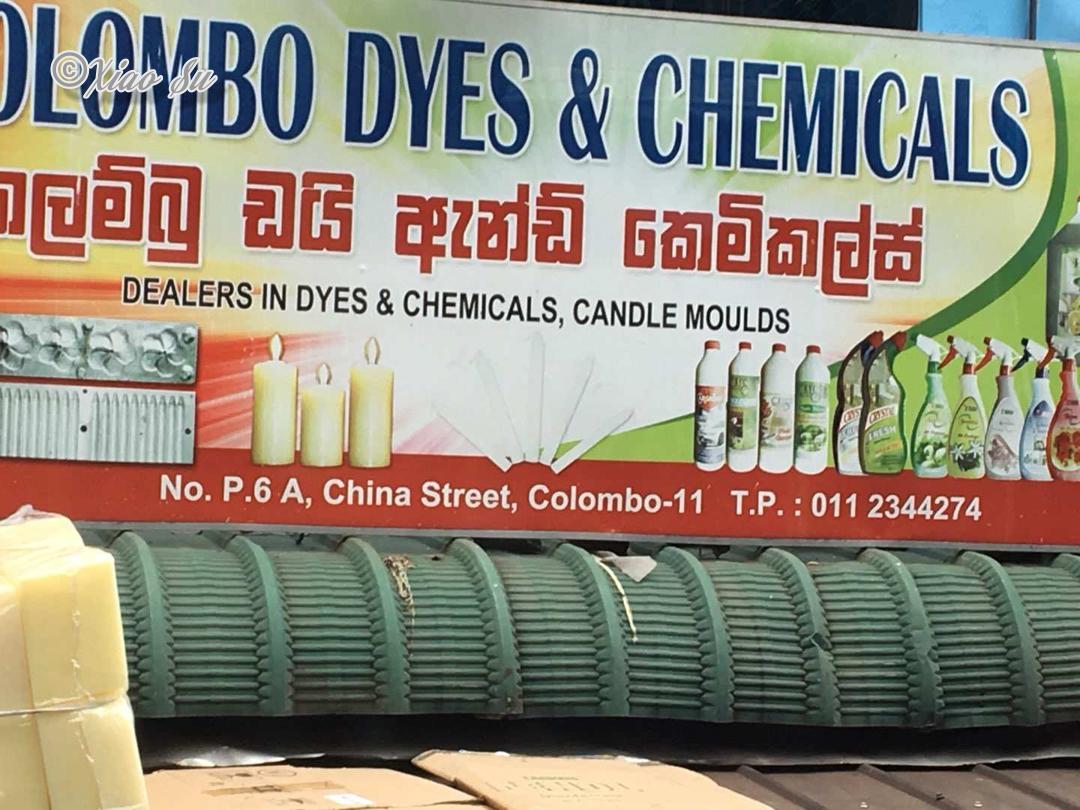 ©Xiao Su
OLOMBO DYES & CHEMICALS
කලම්බු ඩයි ඇන්ඩ් කෙමිකල්ස්
DEALERS IN DYES & CHEMICALS, CANDLE MOULDS
CRYSTAL
FRESH
No. P.6 A, China Street, Colombo-11 T.P. : 011 2344274